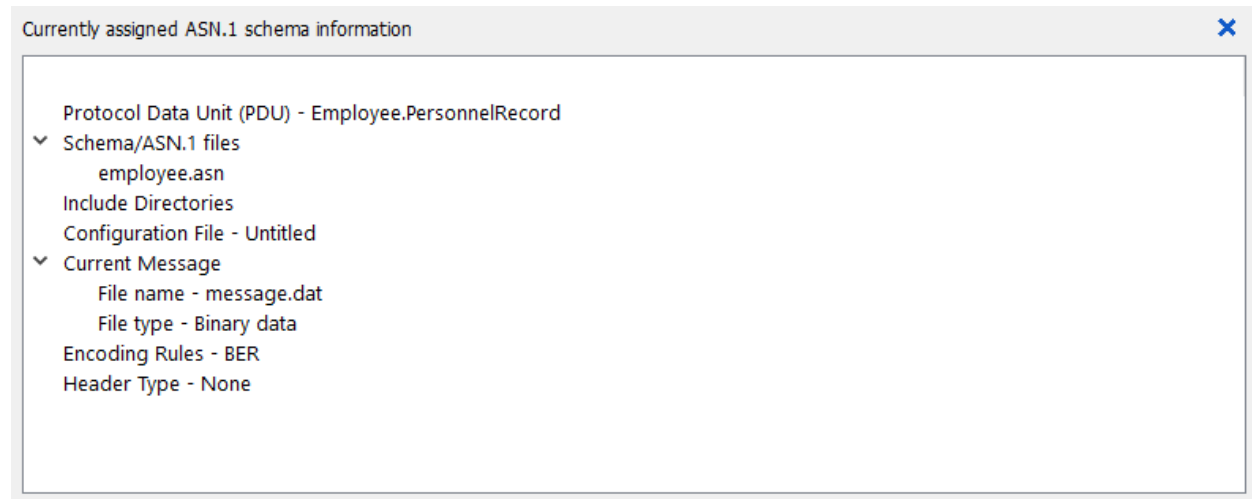 Currently assigned ASN.1 schema information
Protocol Data Unit (PDU) - Employee.PersonnelRecord
Schema/ASN.1 files
employee.asn
Include Directories
Configuration File - Untitled
Current Message
File name - message.dat
File type - Binary data
Encoding Rules - BER
Header Type - None